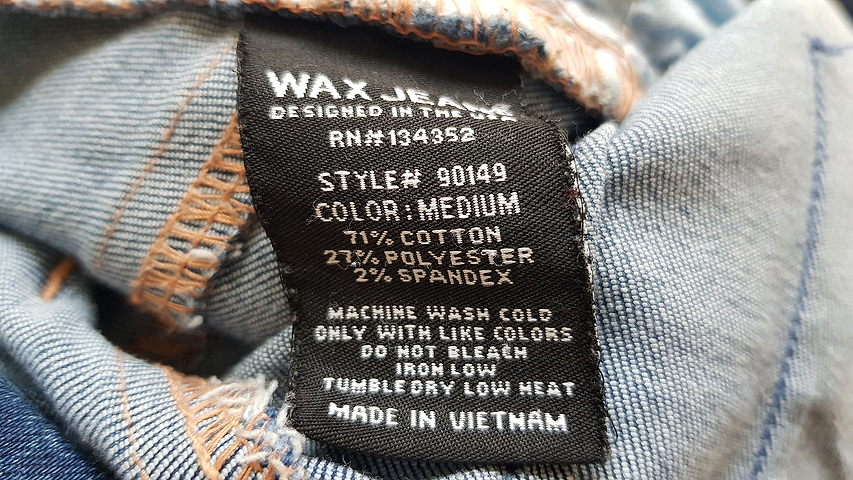 WAX JEANS
DESIGNED IN THE USA
RN#134352
STYLE# 90149
COLOR:MEDIUM
71% COTTON
27% POLYESTER
2% SPANDEX
MACHINE WASH COLD
ONLY WITH LIKE COLORS
DO NOT BLEACH
IRON LOW
TUMBLE DRY LOW HEAT
MADE IN VIETNAM